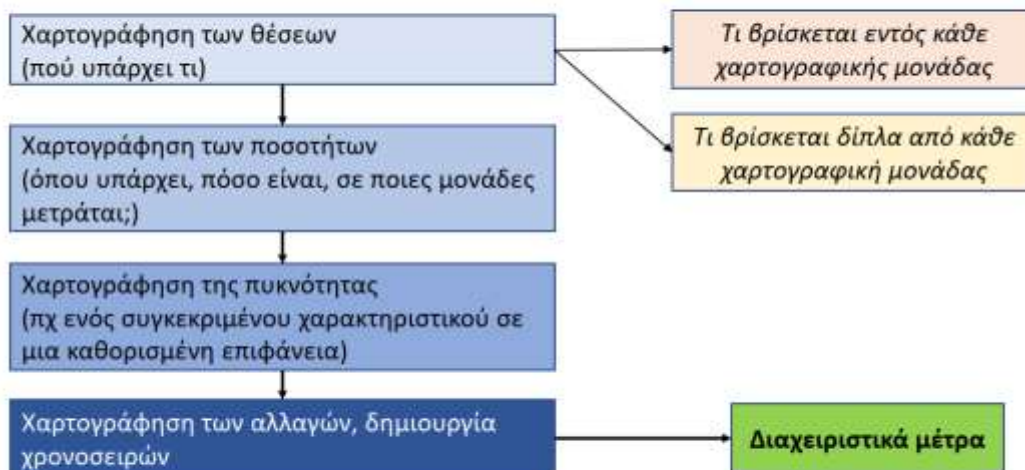 Χαρτογράφηση των θέσεων
(πού υπάρχει τι)
Τι βρίσκεται εντός κάθε
χαρτογραφικής μονάδας
Τι βρίσκεται δίπλα από κάθε
χαρτογραφική μονάδας
Χαρτογράφηση των ποσοτήτων
(όπου υπάρχει, πόσο είναι, σε ποιες μονάδες
μετράται;)
Χαρτογράφηση της πυκνότητας
(πχ ενός συγκεκριμένου χαρακτηριστικού σε
μια καθορισμένη επιφάνεια)
Χαρτογράφηση των αλλαγών, δημιουργία
χρονοσειρών
Διαχειριστικά μέτρα